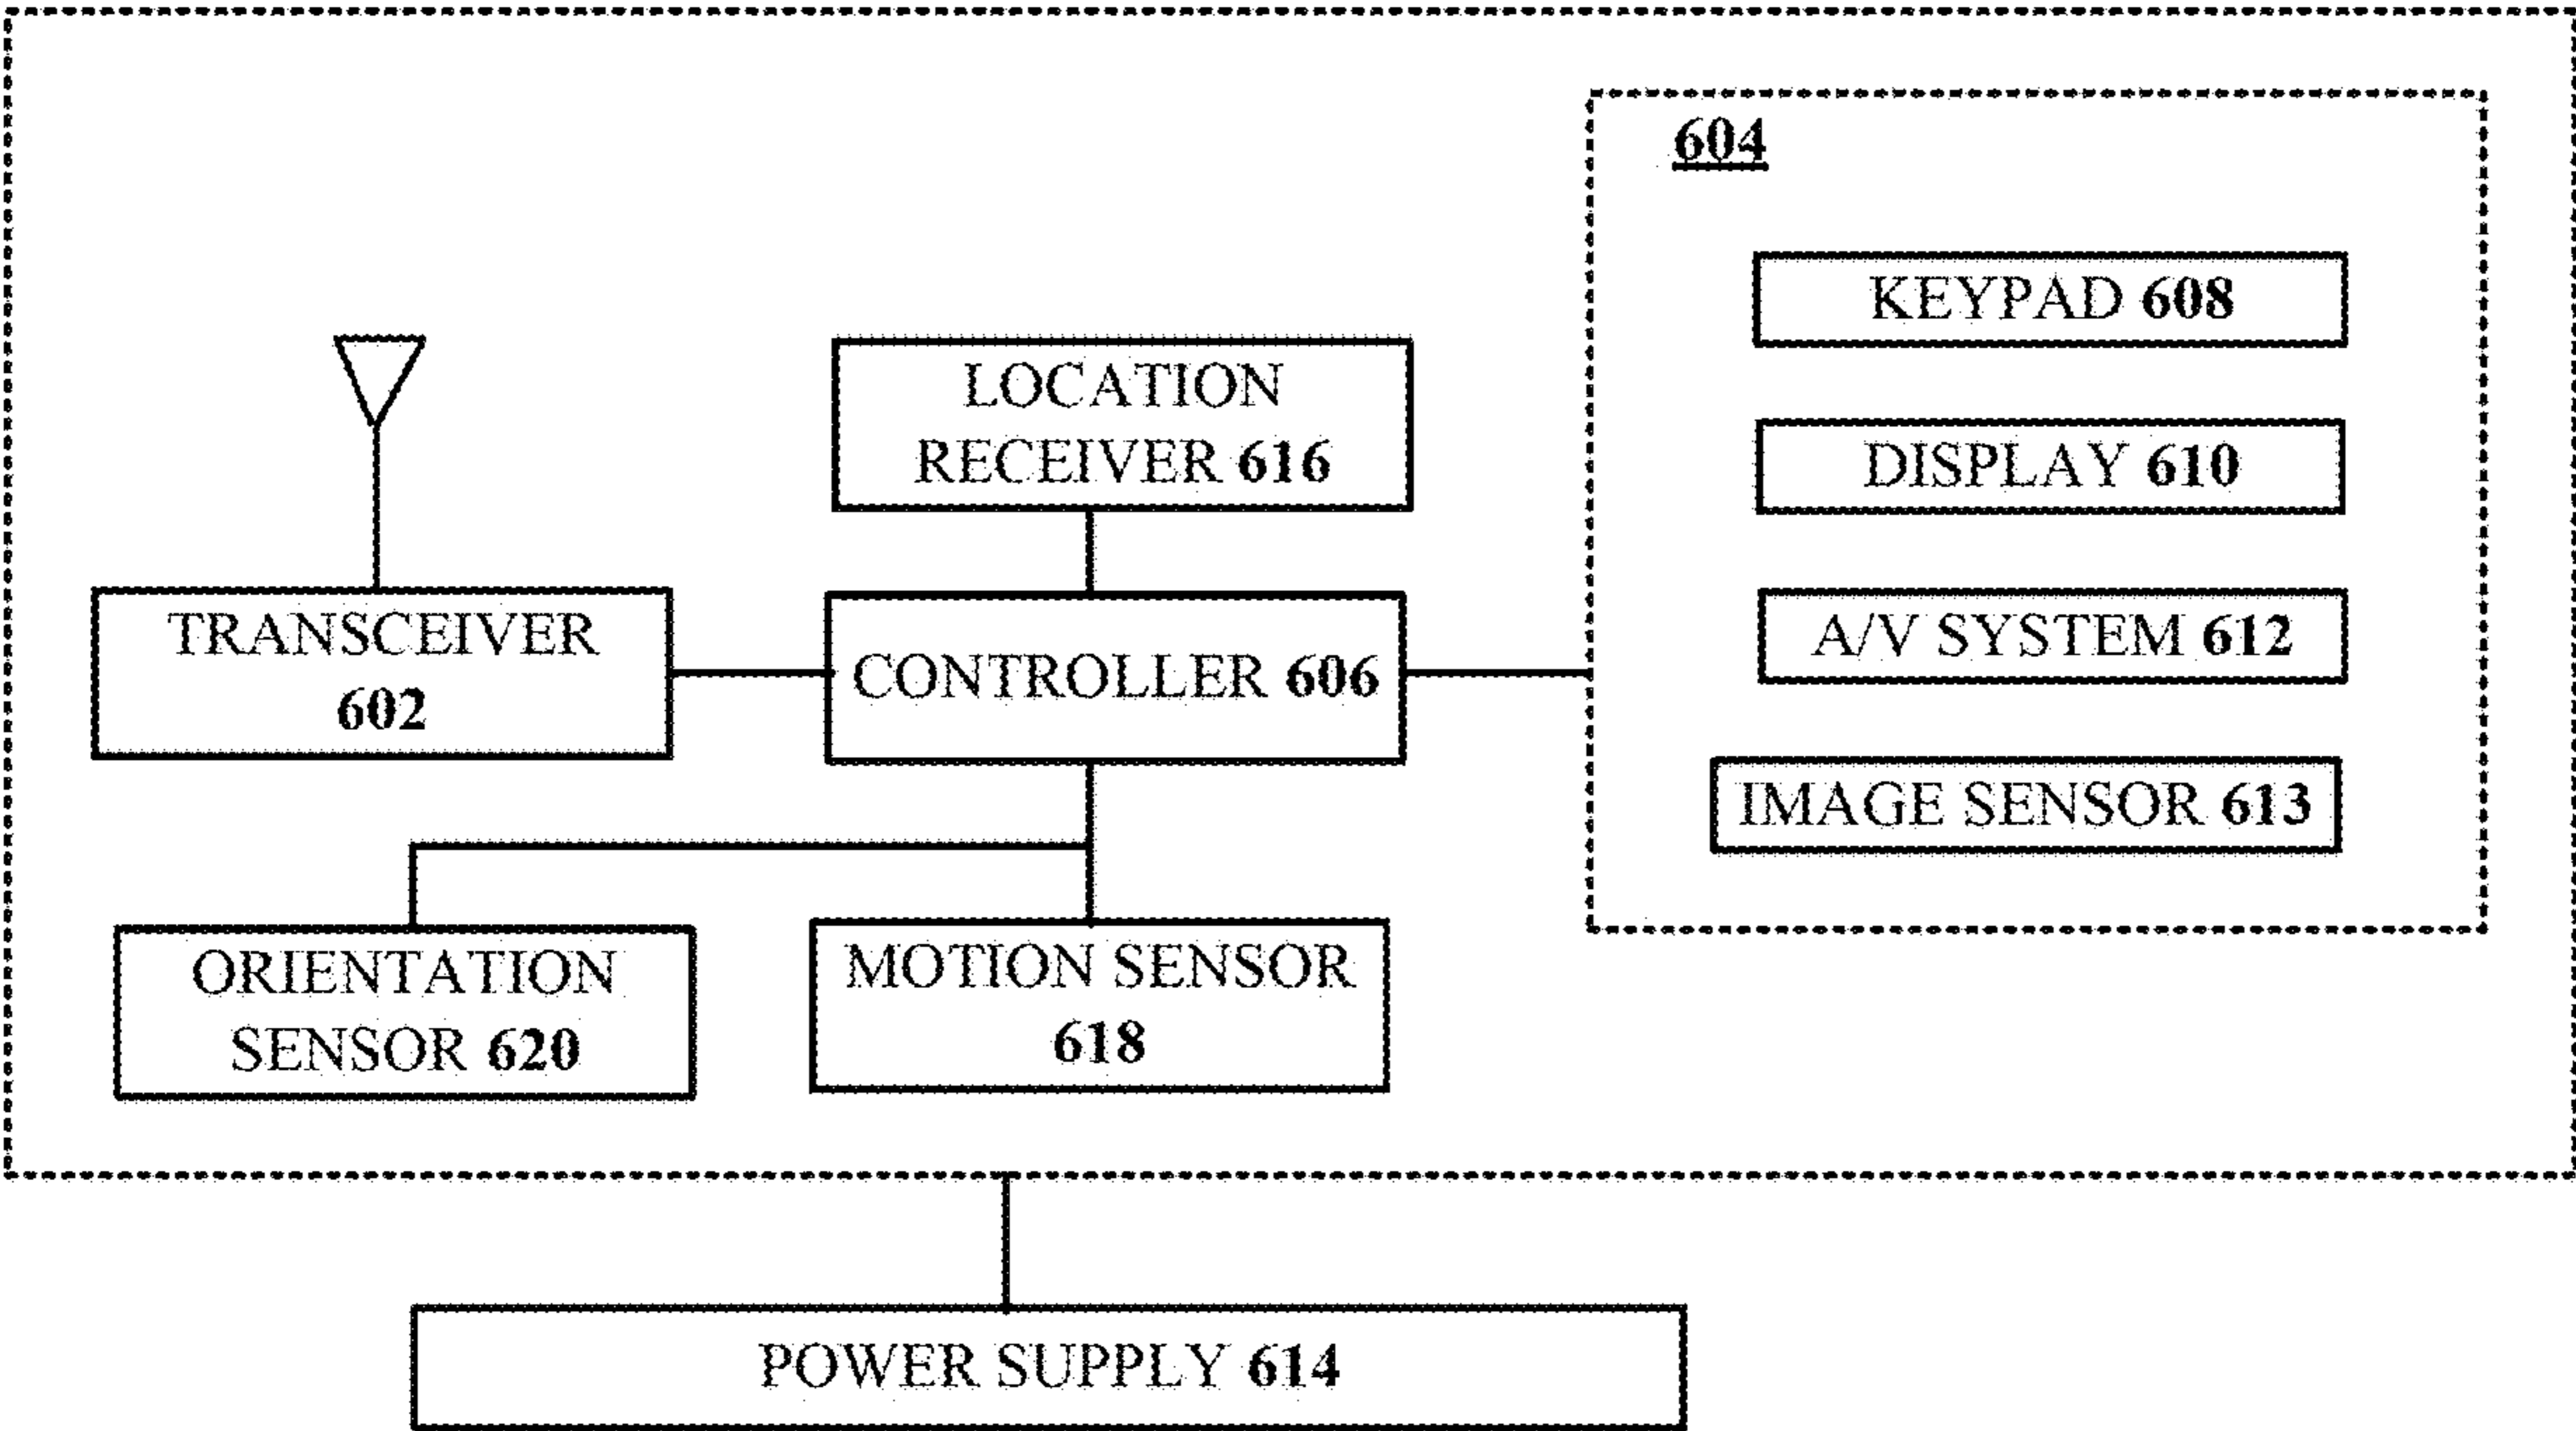 604
KEYPAD 608
LOCATION
RECEIVER 616
DISPLAY 610
TRANSCEIVER
602
CONTROLLER 606
A/V SYSTEM 612
IMAGE SENSOR 613
ORIENTATION
SENSOR 620
MOTION SENSOR
618
POWER SUPPLY 614